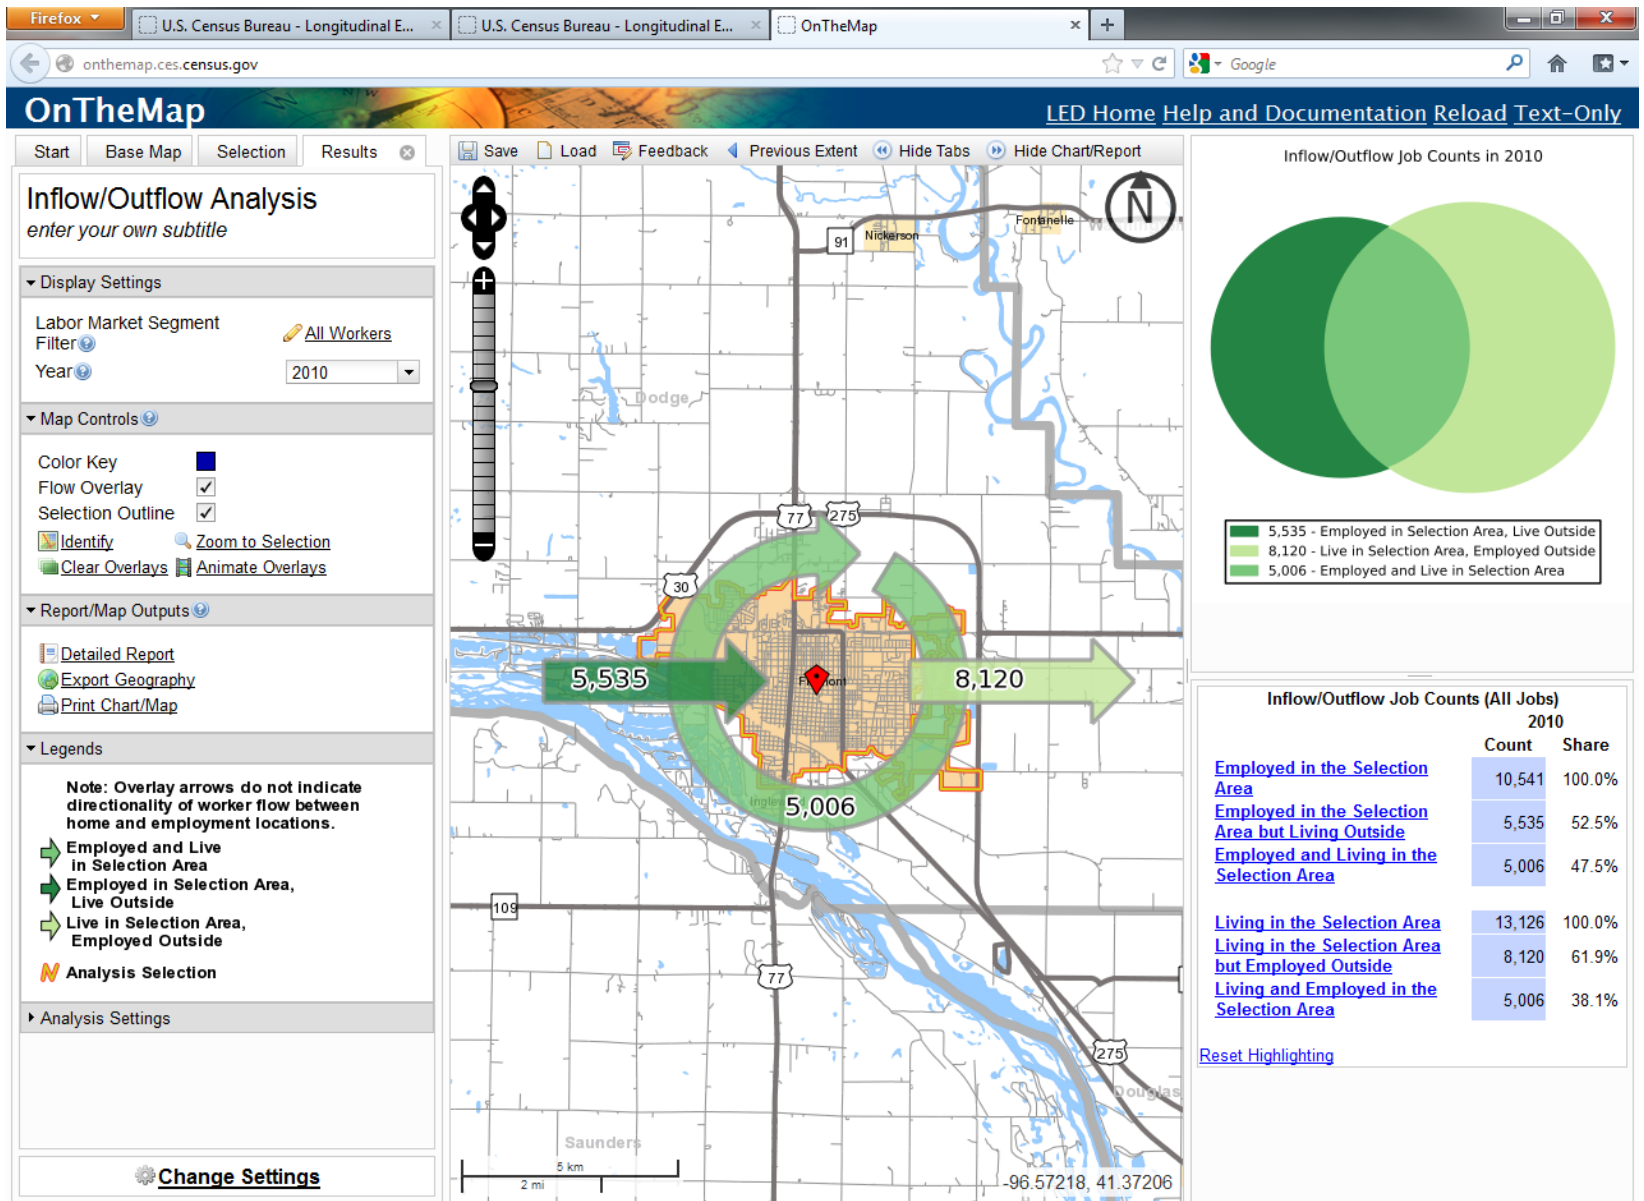 Firefox
U.S. Census Bureau - Longitudinal E...
U.S. Census Bureau - Longitudinal E...
OnTheMap
onthemap.ces.census.gov
Google
OnTheMap
LED Home Help and Documentation Reload Text-Only
Start
Base Map
Selection
Results
Save
Load
Feedback
Previous Extent
Hide Tabs
Hide Chart/Report
Inflow/Outflow Analysis
enter your own subtitle
Display Settings
Labor Market Segment
Filter
All Workers
Year
2010
Map Controls
Color Key
Flow Overlay
Selection Outline
Identify
Zoom to Selection
Clear Overlays
Animate Overlays
Report/Map Outputs
Detailed Report
Export Geography
Print Chart/Map
Legends
Note: Overlay arrows do not indicate
directionality of worker flow between
home and employment locations.
Employed and Live
in Selection Area
Employed in Selection Area,
Live Outside
Live in Selection Area,
Employed Outside
Analysis Selection
Analysis Settings
Change Settings
N
Fontanelle
Nickerson
91
Dodge
77
275
30
5,535
8,120
5,006
109
77
275
Douglas
Saunders
5 km
2 mi
-96.57218, 41.37206
Inflow/Outflow Job Counts in 2010
5,535 - Employed in Selection Area, Live Outside
8,120 - Live in Selection Area, Employed Outside
5,006 - Employed and Live in Selection Area
Inflow/Outflow Job Counts (All Jobs)
2010
Count Share
Employed in the Selection
Area 10,541 100.0%
Employed in the Selection
Area but Living Outside 5,535 52.5%
Employed and Living in the
Selection Area 5,006 47.5%
Living in the Selection Area 13,126 100.0%
Living in the Selection Area
but Employed Outside 8,120 61.9%
Living and Employed in the
Selection Area 5,006 38.1%
Reset Highlighting